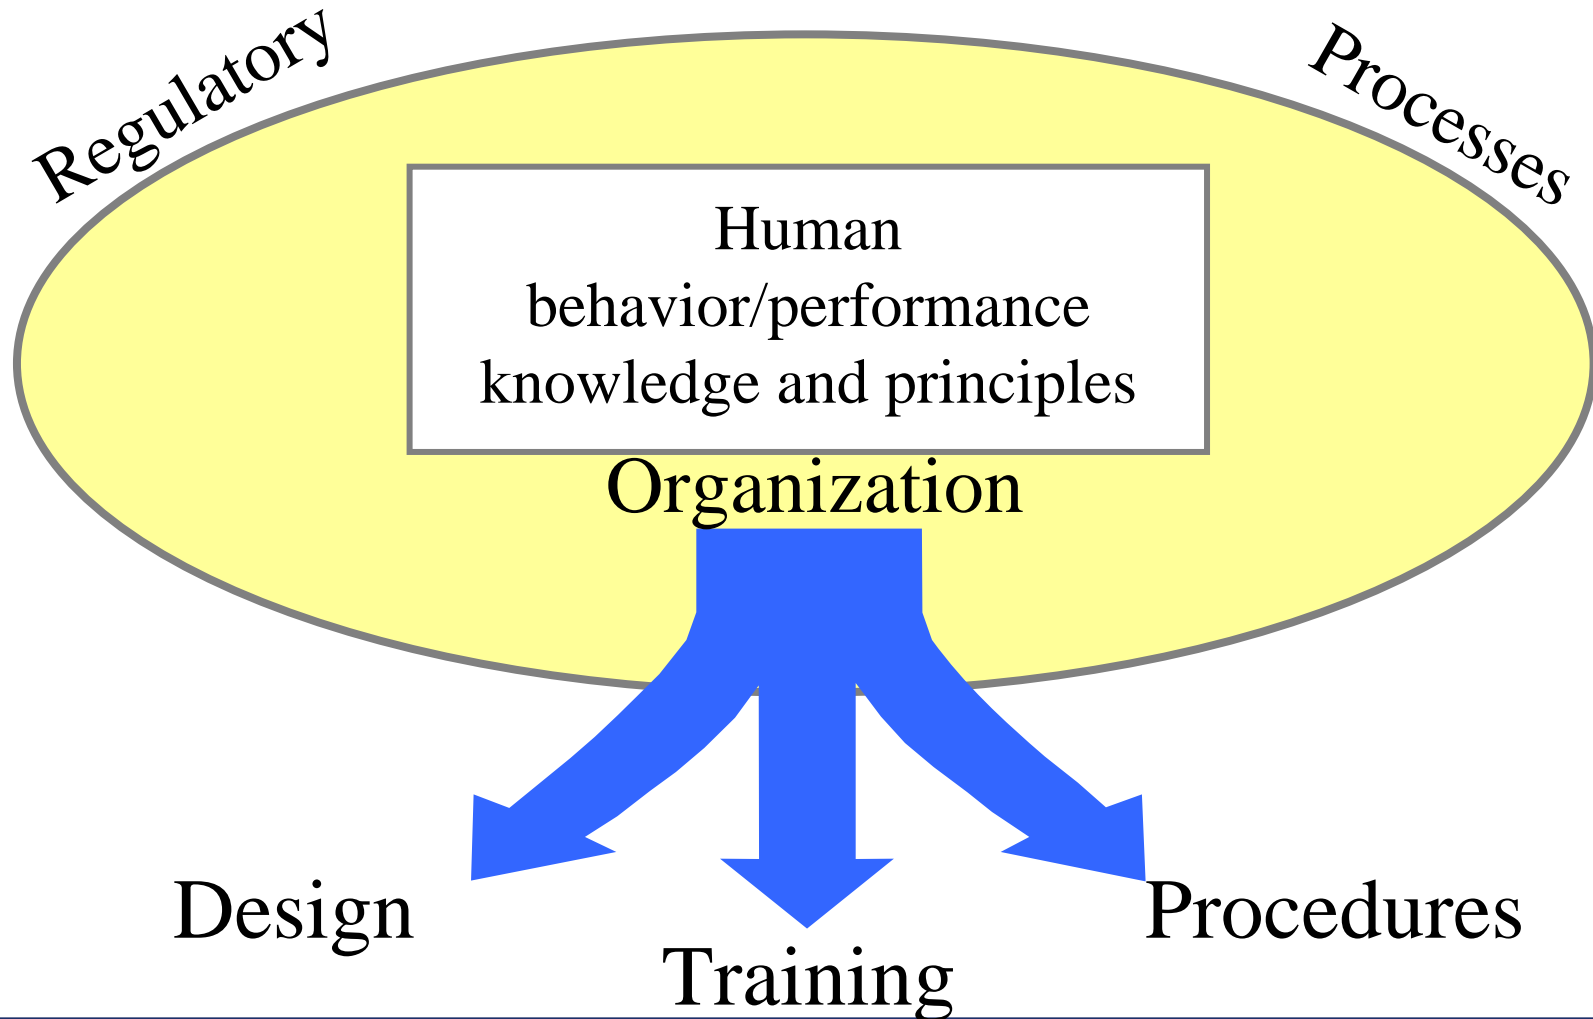 Regulatory
Processes
Human
behavior/performance
knowledge and principles
Organization
Design
Training
Procedures